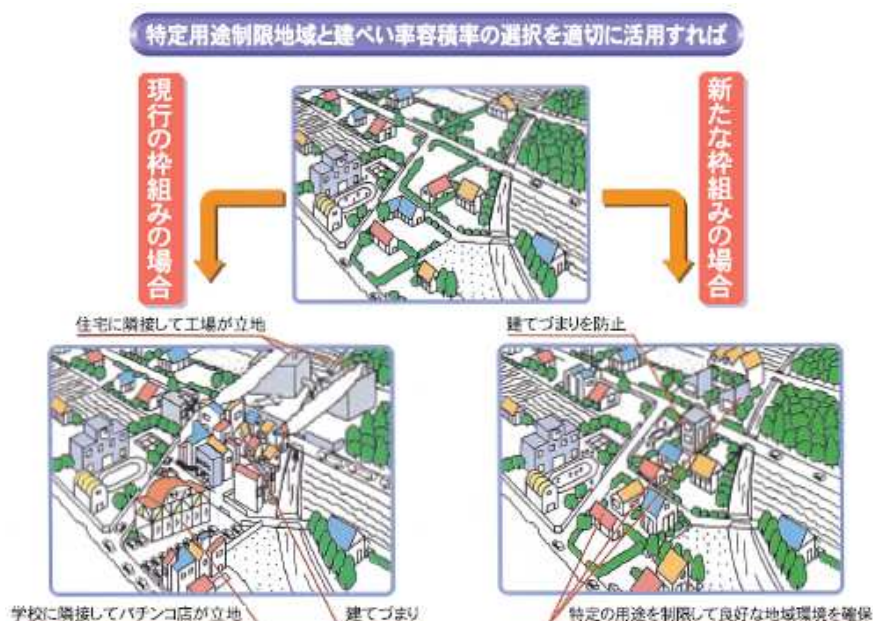 特定用途制限地域と建ぺい率容積率の選択を適切に活用すれば
現行の枠組みの場合
新たな枠組みの場合
住宅に隣接して工場が立地
建てづまりを防止
学校に隣接してパチンコ店が立地
建てづまり
特定の用途を制限して良好な地域環境を確保